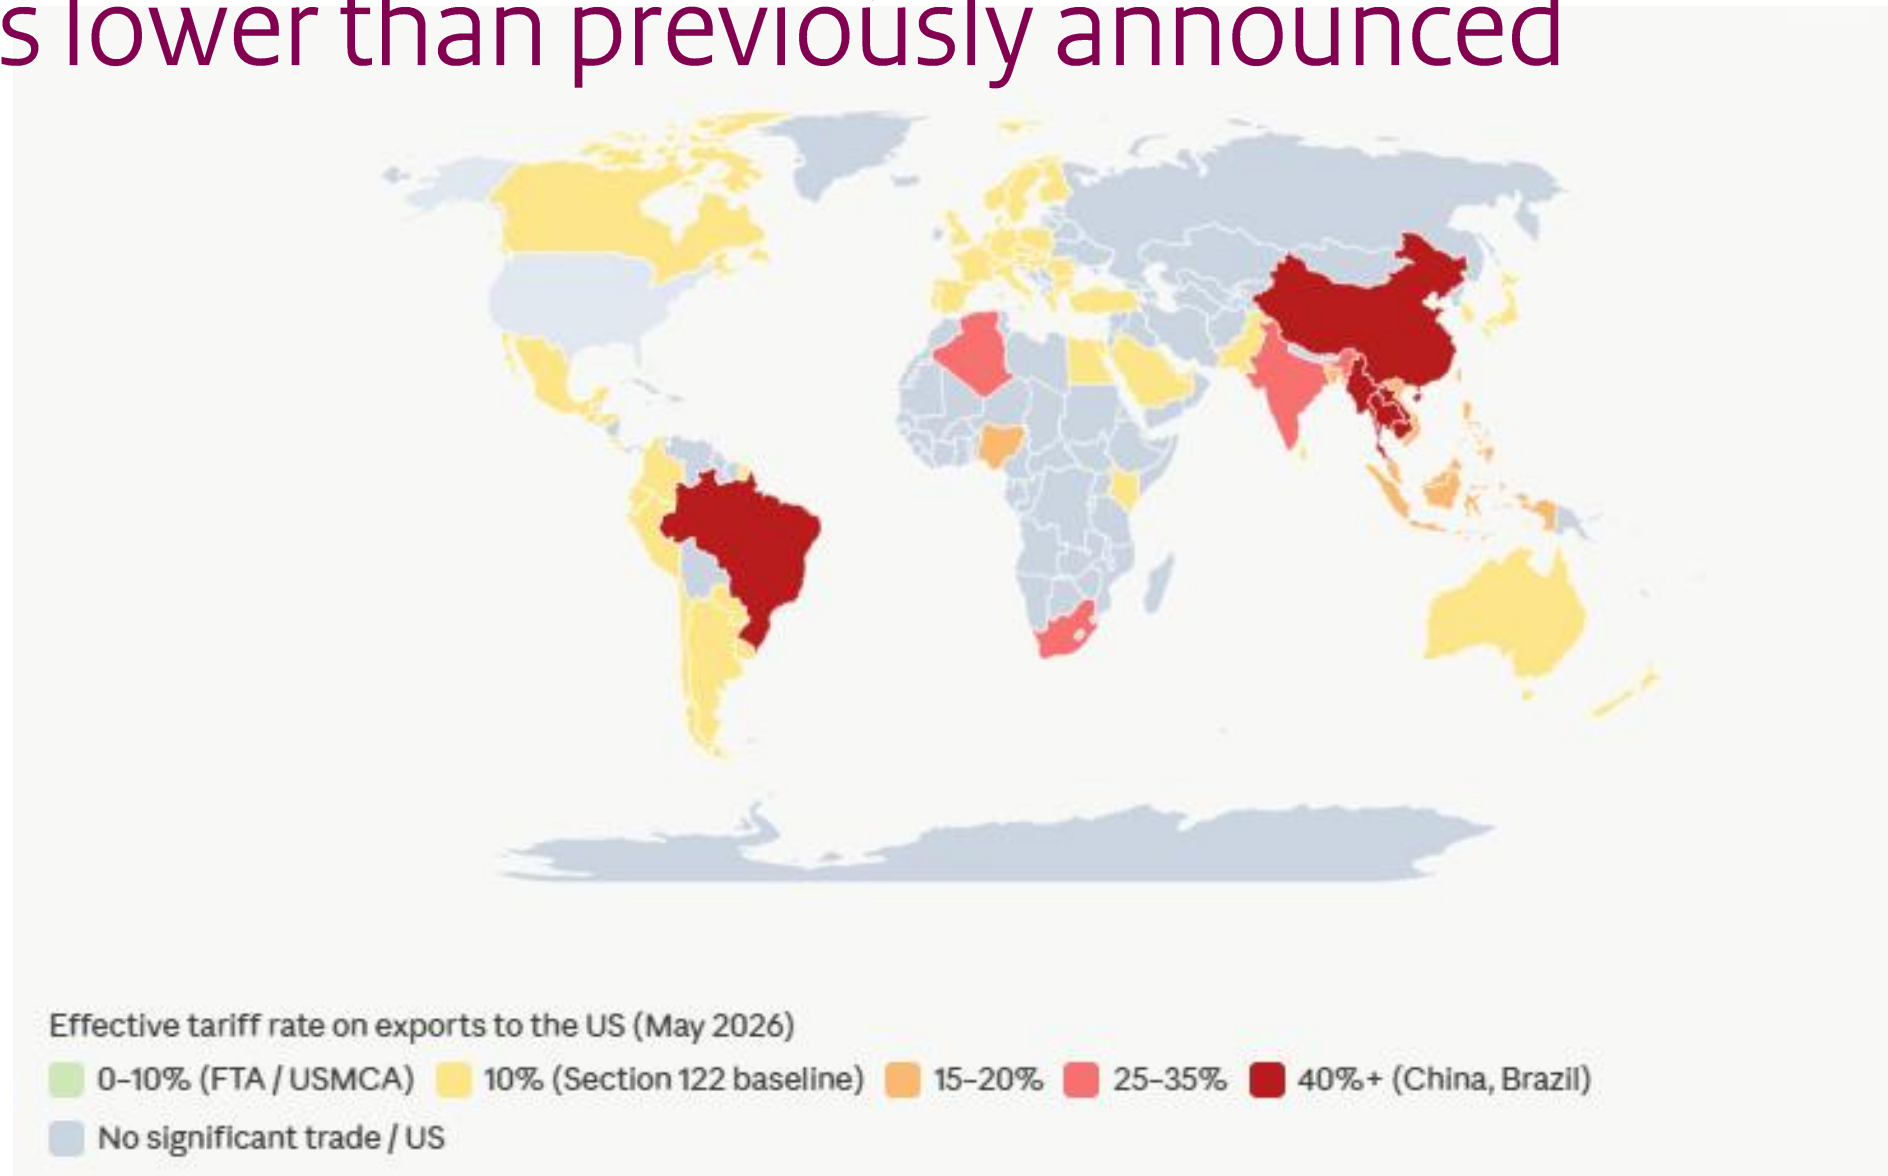 s lower than previously announced
Effective tariff rate on exports to the US (May 2026)
0–10% (FTA / USMCA) 10% (Section 122 baseline) 15–20% 25–35% 40%+ (China, Brazil)
No significant trade / US